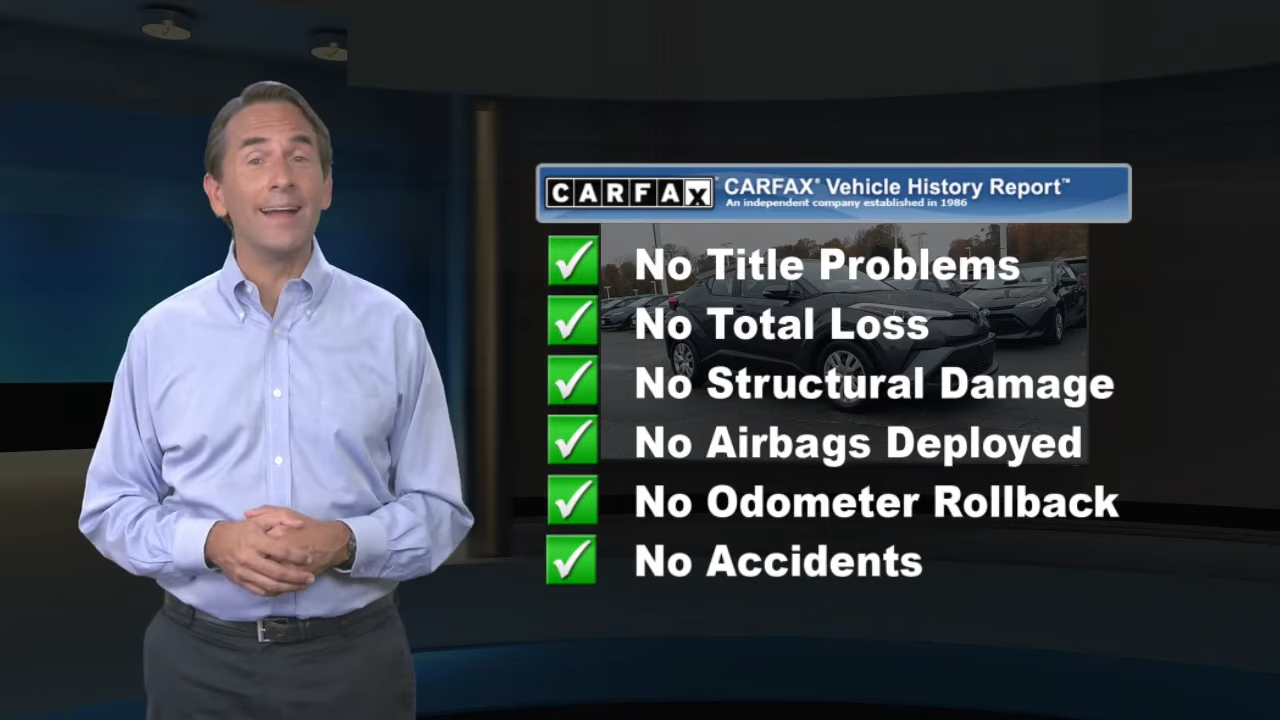 CARFAX® CARFAX® Vehicle History Report™
An independent company established in 1986
No Title Problems
No Total Loss
No Structural Damage
No Airbags Deployed
No Odometer Rollback
No Accidents